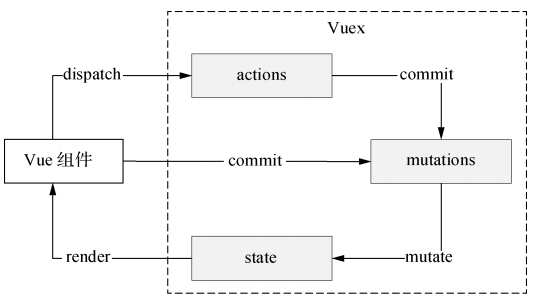 Vuex
dispatch
actions
commit
Vue 组件
commit
mutations
render
state
mutate